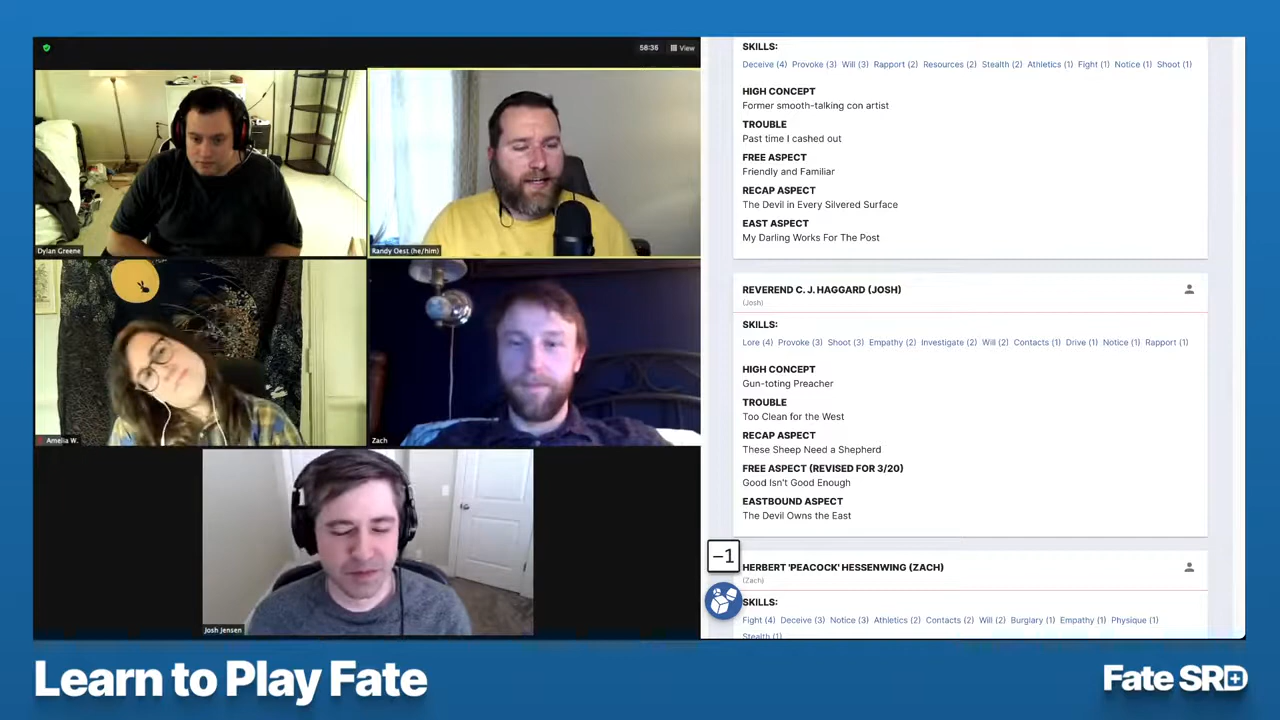 58:36
View
Dylan Greene
Randy Oest (he/him)
Amelia W.
Zach
Josh Jensen
SKILLS:
Deceive (4) Provoke (3) Will (3) Rapport (2) Resources (2) Stealth (2) Athletics (1) Fight (1) Notice (1) Shoot (1)
HIGH CONCEPT
Former smooth-talking con artist
TROUBLE
Past time I cashed out
FREE ASPECT
Friendly and Familiar
RECAP ASPECT
The Devil in Every Silvered Surface
EAST ASPECT
My Darling Works For The Post
REVEREND C. J. HAGGARD (JOSH)
(Josh)
SKILLS:
Lore (4) Provoke (3) Shoot (3) Empathy (2) Investigate (2) Will (2) Contacts (1) Drive (1) Notice (1) Rapport (1)
HIGH CONCEPT
Gun-toting Preacher
TROUBLE
Too Clean for the West
RECAP ASPECT
These Sheep Need a Shepherd
FREE ASPECT (REVISED FOR 3/20)
Good Isn't Good Enough
EASTBOUND ASPECT
The Devil Owns the East
−1
HERBERT 'PEACOCK' HESSENWING (ZACH)
(Zach)
SKILLS:
Fight (4) Deceive (3) Notice (3) Athletics (2) Contacts (2) Will (2) Burglary (1) Empathy (1) Physique (1)
Stealth (1)
Learn to Play Fate
Fate SRD